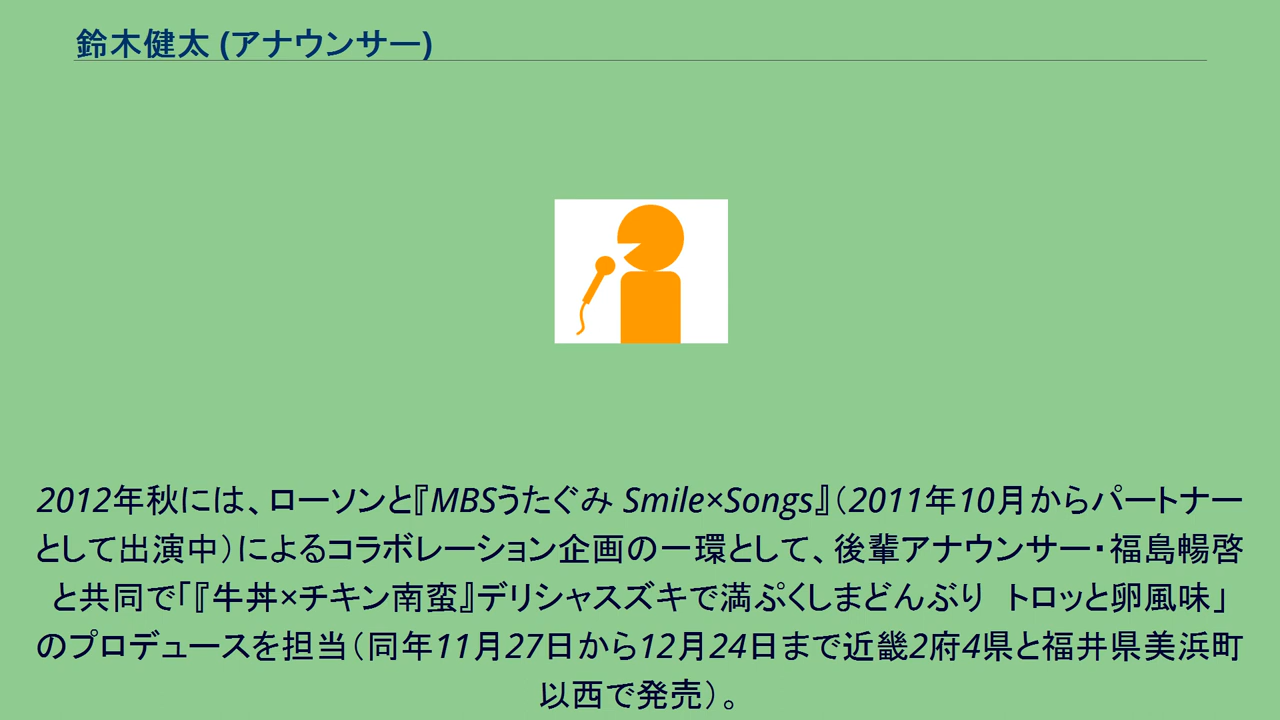 鈴木健太 (アナウンサー)
2012年秋には、ローソンと『MBSうたぐみ Smile×Songs』（2011年10月からパートナー
として出演中）によるコラボレーション企画の一環として、後輩アナウンサー・福島暢啓
と共同で「『牛丼×チキン南蛮』デリシャスズキで満ぷくしまどんぶり　トロッと卵風味」
のプロデュースを担当（同年11月27日から12月24日まで近畿2府4県と福井県美浜町
以西で発売）。